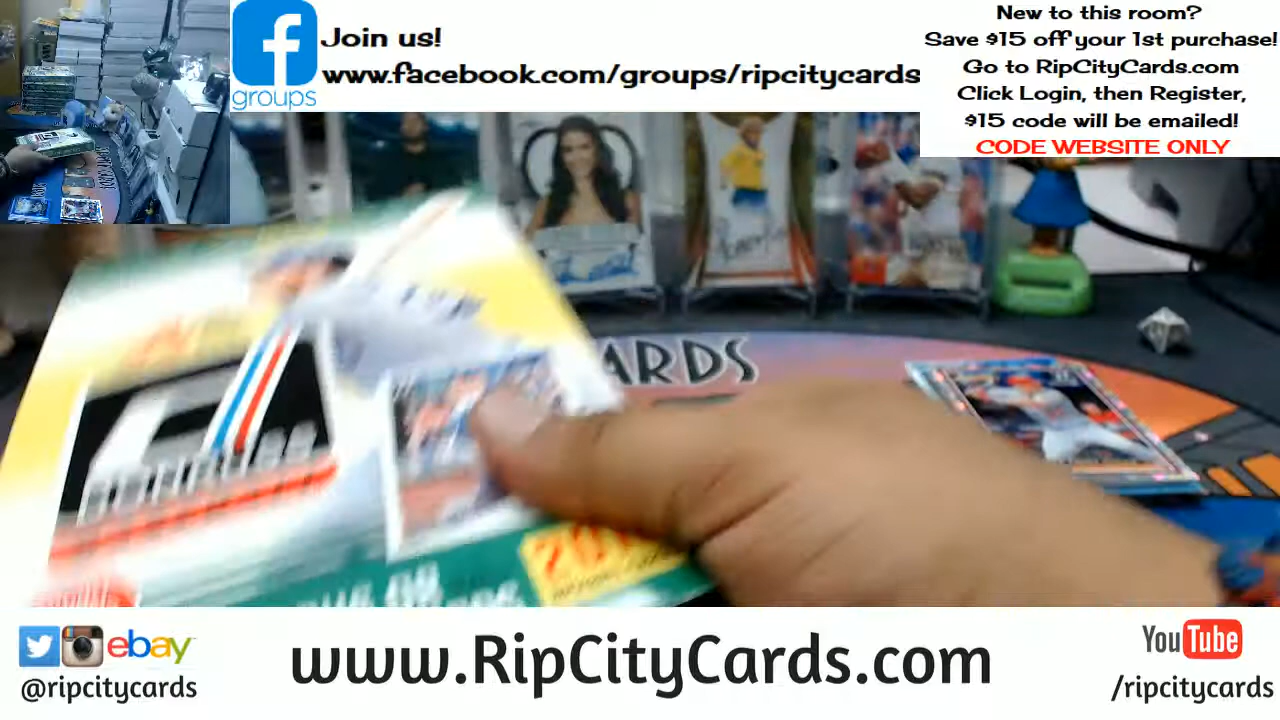 Join us!
www.facebook.com/groups/ripcitycards
groups
New to this room?
Save $15 off your 1st purchase!
Go to RipCityCards.com
Click Login, then Register,
$15 code will be emailed!
CODE WEBSITE ONLY
ARDS
DONRUSS
ebay
@ripcitycards
www.RipCityCards.com
YouTube
/ripcitycards